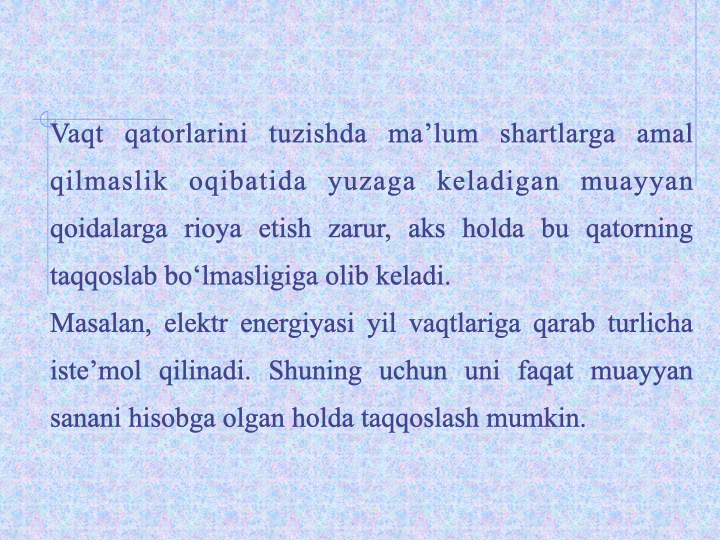 Vaqt qatorlarini tuzishda ma’lum shartlarga amal
qilmaslik oqibatida yuzaga keladigan muayyan
qoidalarga rioya etish zarur, aks holda bu qatorning
taqqoslab bo‘lmasligiga olib keladi.
Masalan, elektr energiyasi yil vaqtlariga qarab turlicha
iste’mol qilinadi. Shuning uchun uni faqat muayyan
sanani hisobga olgan holda taqqoslash mumkin.